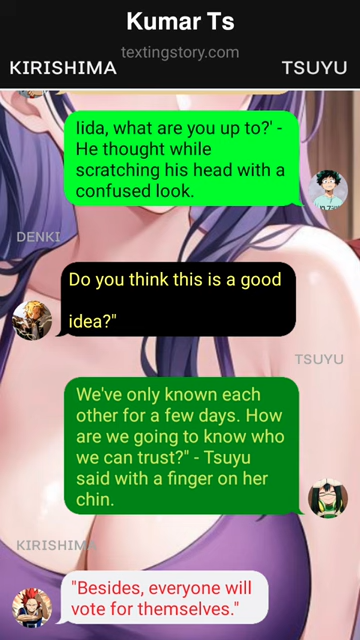 Kumar Ts
textingstory.com
KIRISHIMA
TSUYU
Iida, what are you up to?' -
He thought while
scratching his head with a
confused look.
DENKI
Do you think this is a good
idea?"
TSUYU
We've only known each
other for a few days. How
are we going to know who
we can trust?" - Tsuyu
said with a finger on her
chin.
KIRISHIMA
"Besides, everyone will
vote for themselves."